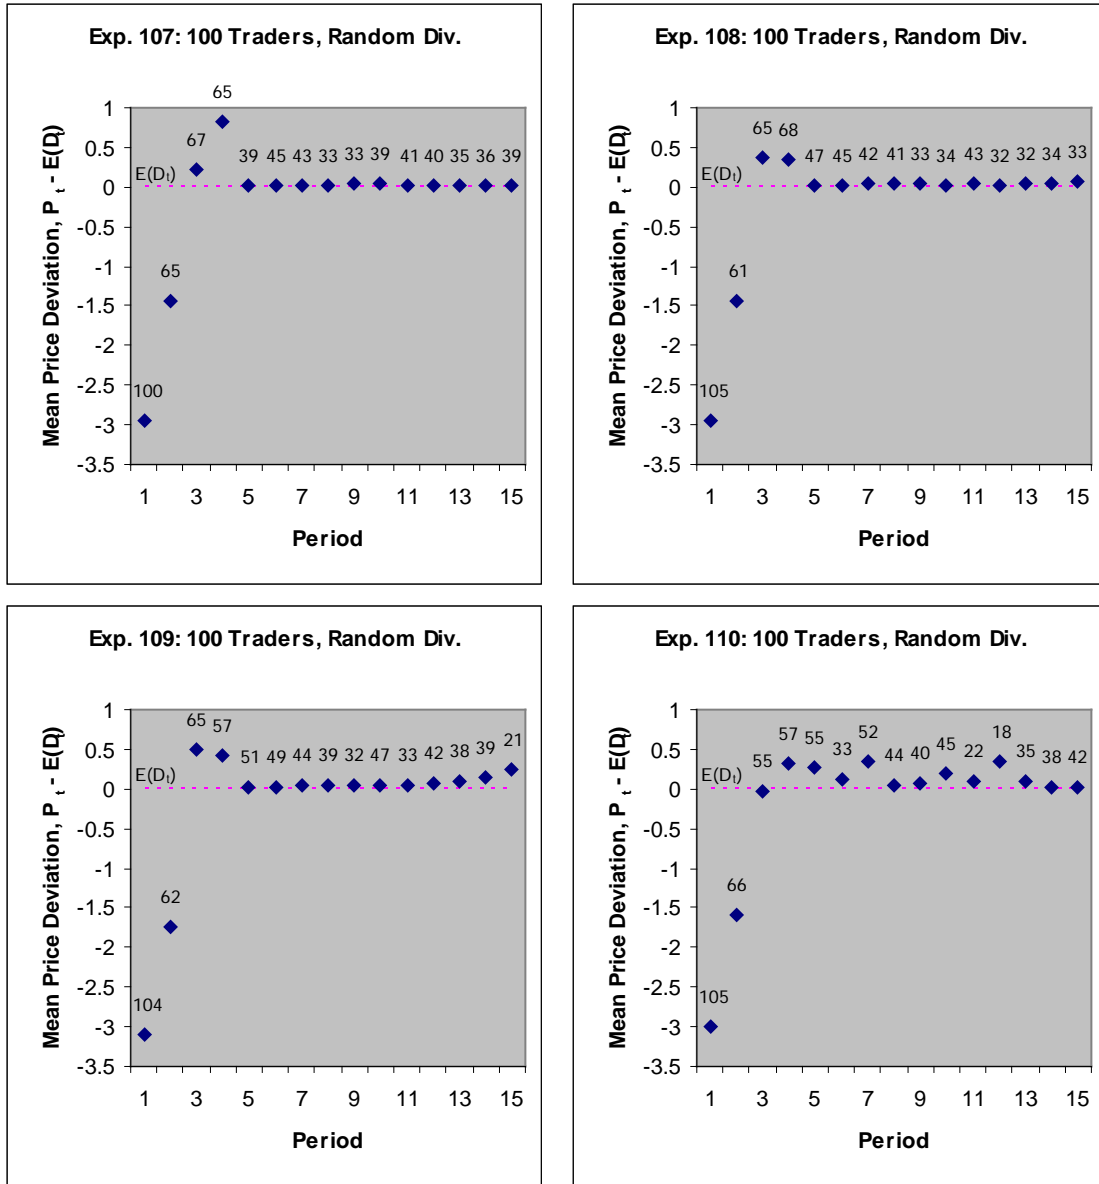 Exp. 107: 100 Traders, Random Div.
65
1
67
0.5
39 45 43 33 33 39 41 40 35 36 39
E(Dt)
0
-0.5
65
-1
-1.5
-2
-2.5
100
-3
-3.5
1 3 5 7 9 11 13 15
Mean Price Deviation, P t - E(Dt)
Period
Exp. 108: 100 Traders, Random Div.
1
65 68
0.5
47 45 42 41 33 34 43 32 32 34 33
E(Dt)
0
-0.5
61
-1
-1.5
-2
-2.5
105
-3
-3.5
1 3 5 7 9 11 13 15
Mean Price Deviation, P t - E(Dt)
Period
Exp. 109: 100 Traders, Random Div.
1
65 57
0.5
51 49 44 39 32 47 33 42 38 39 21
E(Dt)
0
-0.5
-1
62
-1.5
-2
-2.5
104
-3
-3.5
1 3 5 7 9 11 13 15
Mean Price Deviation, P t - E(Dt)
Period
Exp. 110: 100 Traders, Random Div.
1
55 57 55 33 52 44 40 45 22 18 35 38 42
0.5
E(Dt)
0
-0.5
-1
66
-1.5
-2
-2.5
105
-3
-3.5
1 3 5 7 9 11 13 15
Mean Price Deviation, P t - E(Dt)
Period